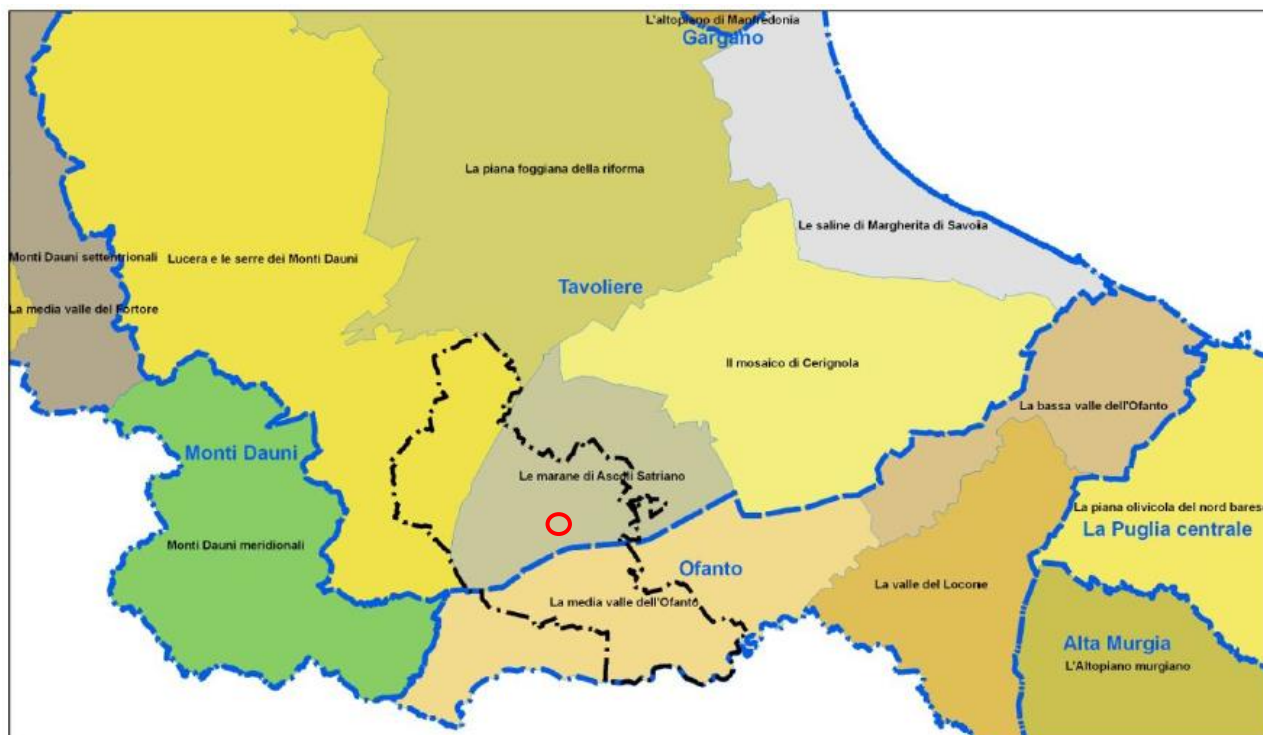 L'altopiano di Manfredonia
Gargano
La piana foggiana della riforma
Le saline di Margherita di Savoia
Monti Dauni settentrionali
Lucera e le serre dei Monti Dauni
Tavoliere
La media valle del Fortore
Il mosaico di Cerignola
La bassa valle dell'Ofanto
Monti Dauni
Le marane di Ascoli Satriano
La piana olivicola del nord barese
La Puglia centrale
Monti Dauni meridionali
Ofanto
La valle del Locone
La media valle dell'Ofanto
Alta Murgia
L'Altopiano murgiano